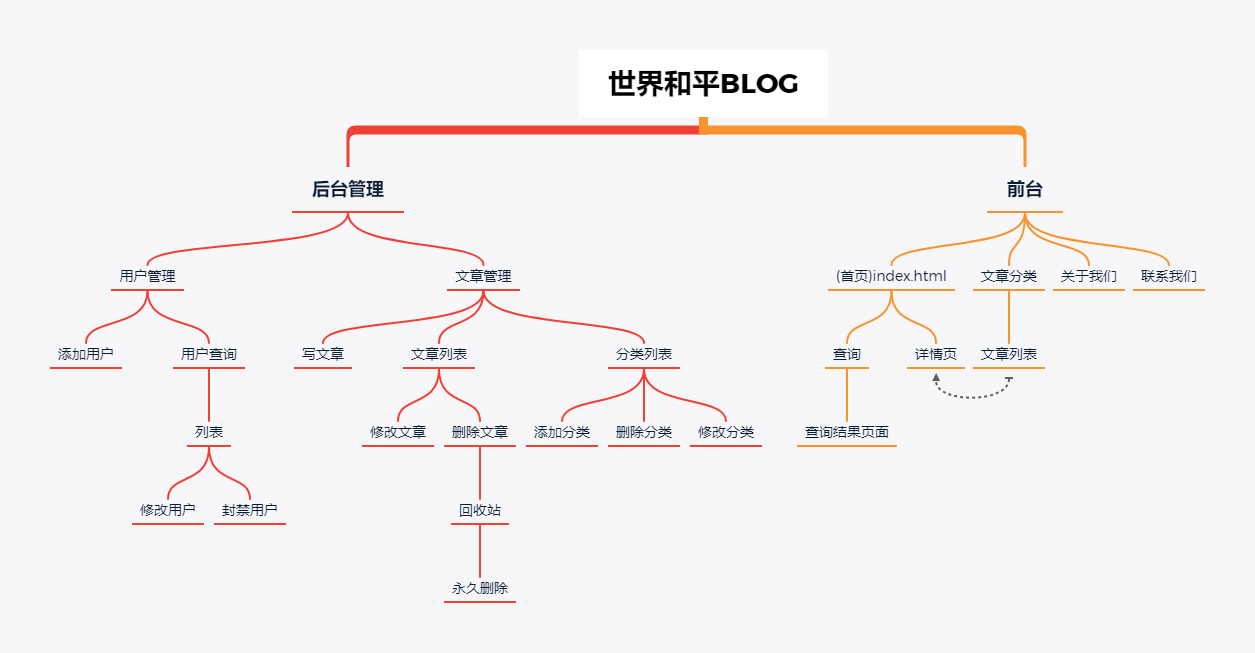 世界和平BLOG
后台管理
前台
用户管理
文章管理
(首页)index.html
文章分类
关于我们
联系我们
添加用户
用户查询
写文章
文章列表
分类列表
查询
详情页
文章列表
列表
修改文章
删除文章
添加分类
删除分类
修改分类
查询结果页面
修改用户
封禁用户
回收站
永久删除